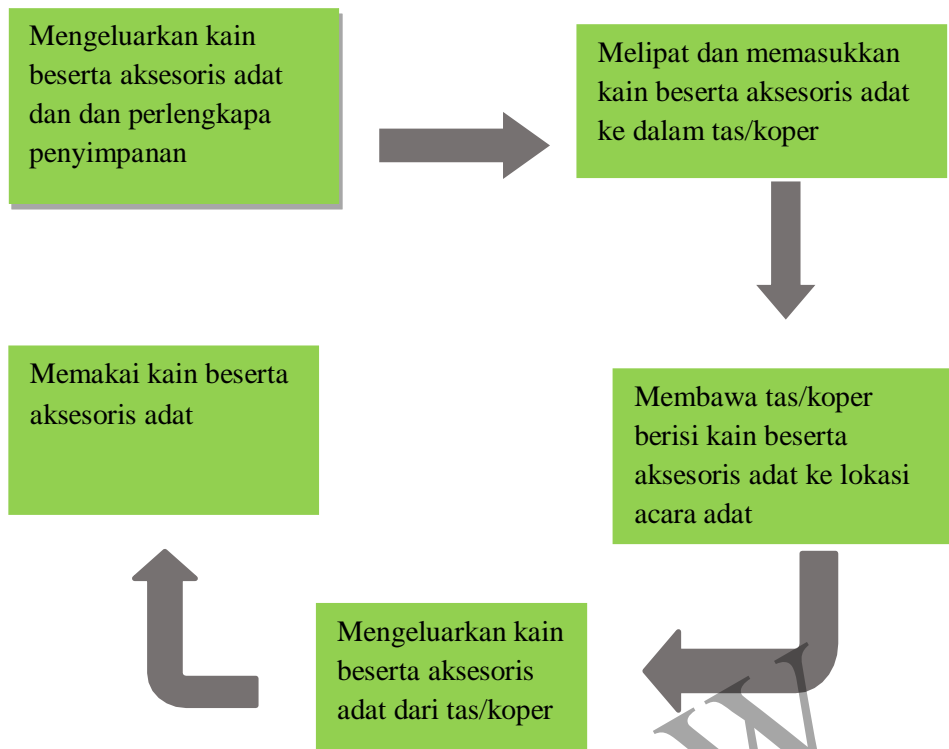 Mengeluarkan kain
beserta aksesoris adat
dan dan perlengkapa
penyimpanan
Melipat dan memasukkan
kain beserta aksesoris adat
ke dalam tas/koper
Membawa tas/koper
berisi kain beserta
aksesoris adat ke lokasi
acara adat
Mengeluarkan kain
beserta aksesoris
adat dari tas/koper
Memakai kain beserta
aksesoris adat